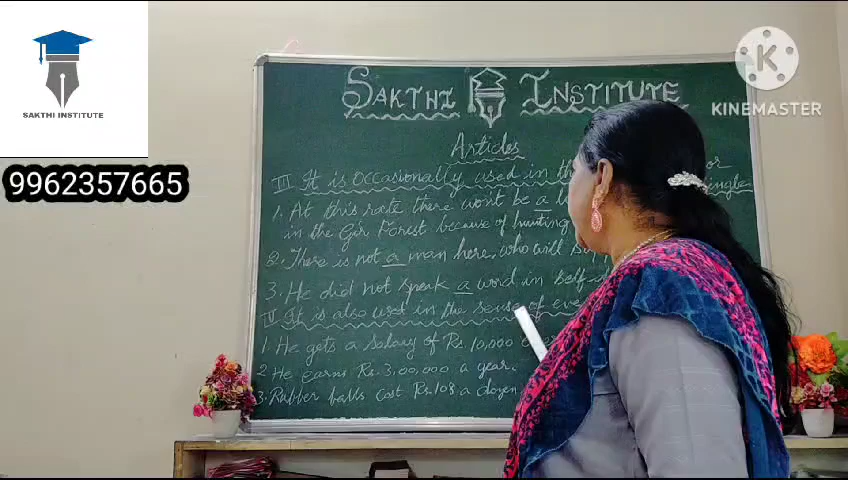 SAKTHI INSTITUTE
9962357665
KINEMASTER
SAKTHI INSTITUTE
Articles
III It is occasionally used in the or
1. At this rate there won't be a
in the Gir Forest because of hunting
2. There is not a man here, who will
3. He did not speak a word in
IV It is also used in the sense of
1. He gets a salary of Rs. 10,000
2 He earns Rs. 3,00,000 a year.
3. Rubber balls cost Rs. 108 a dozen